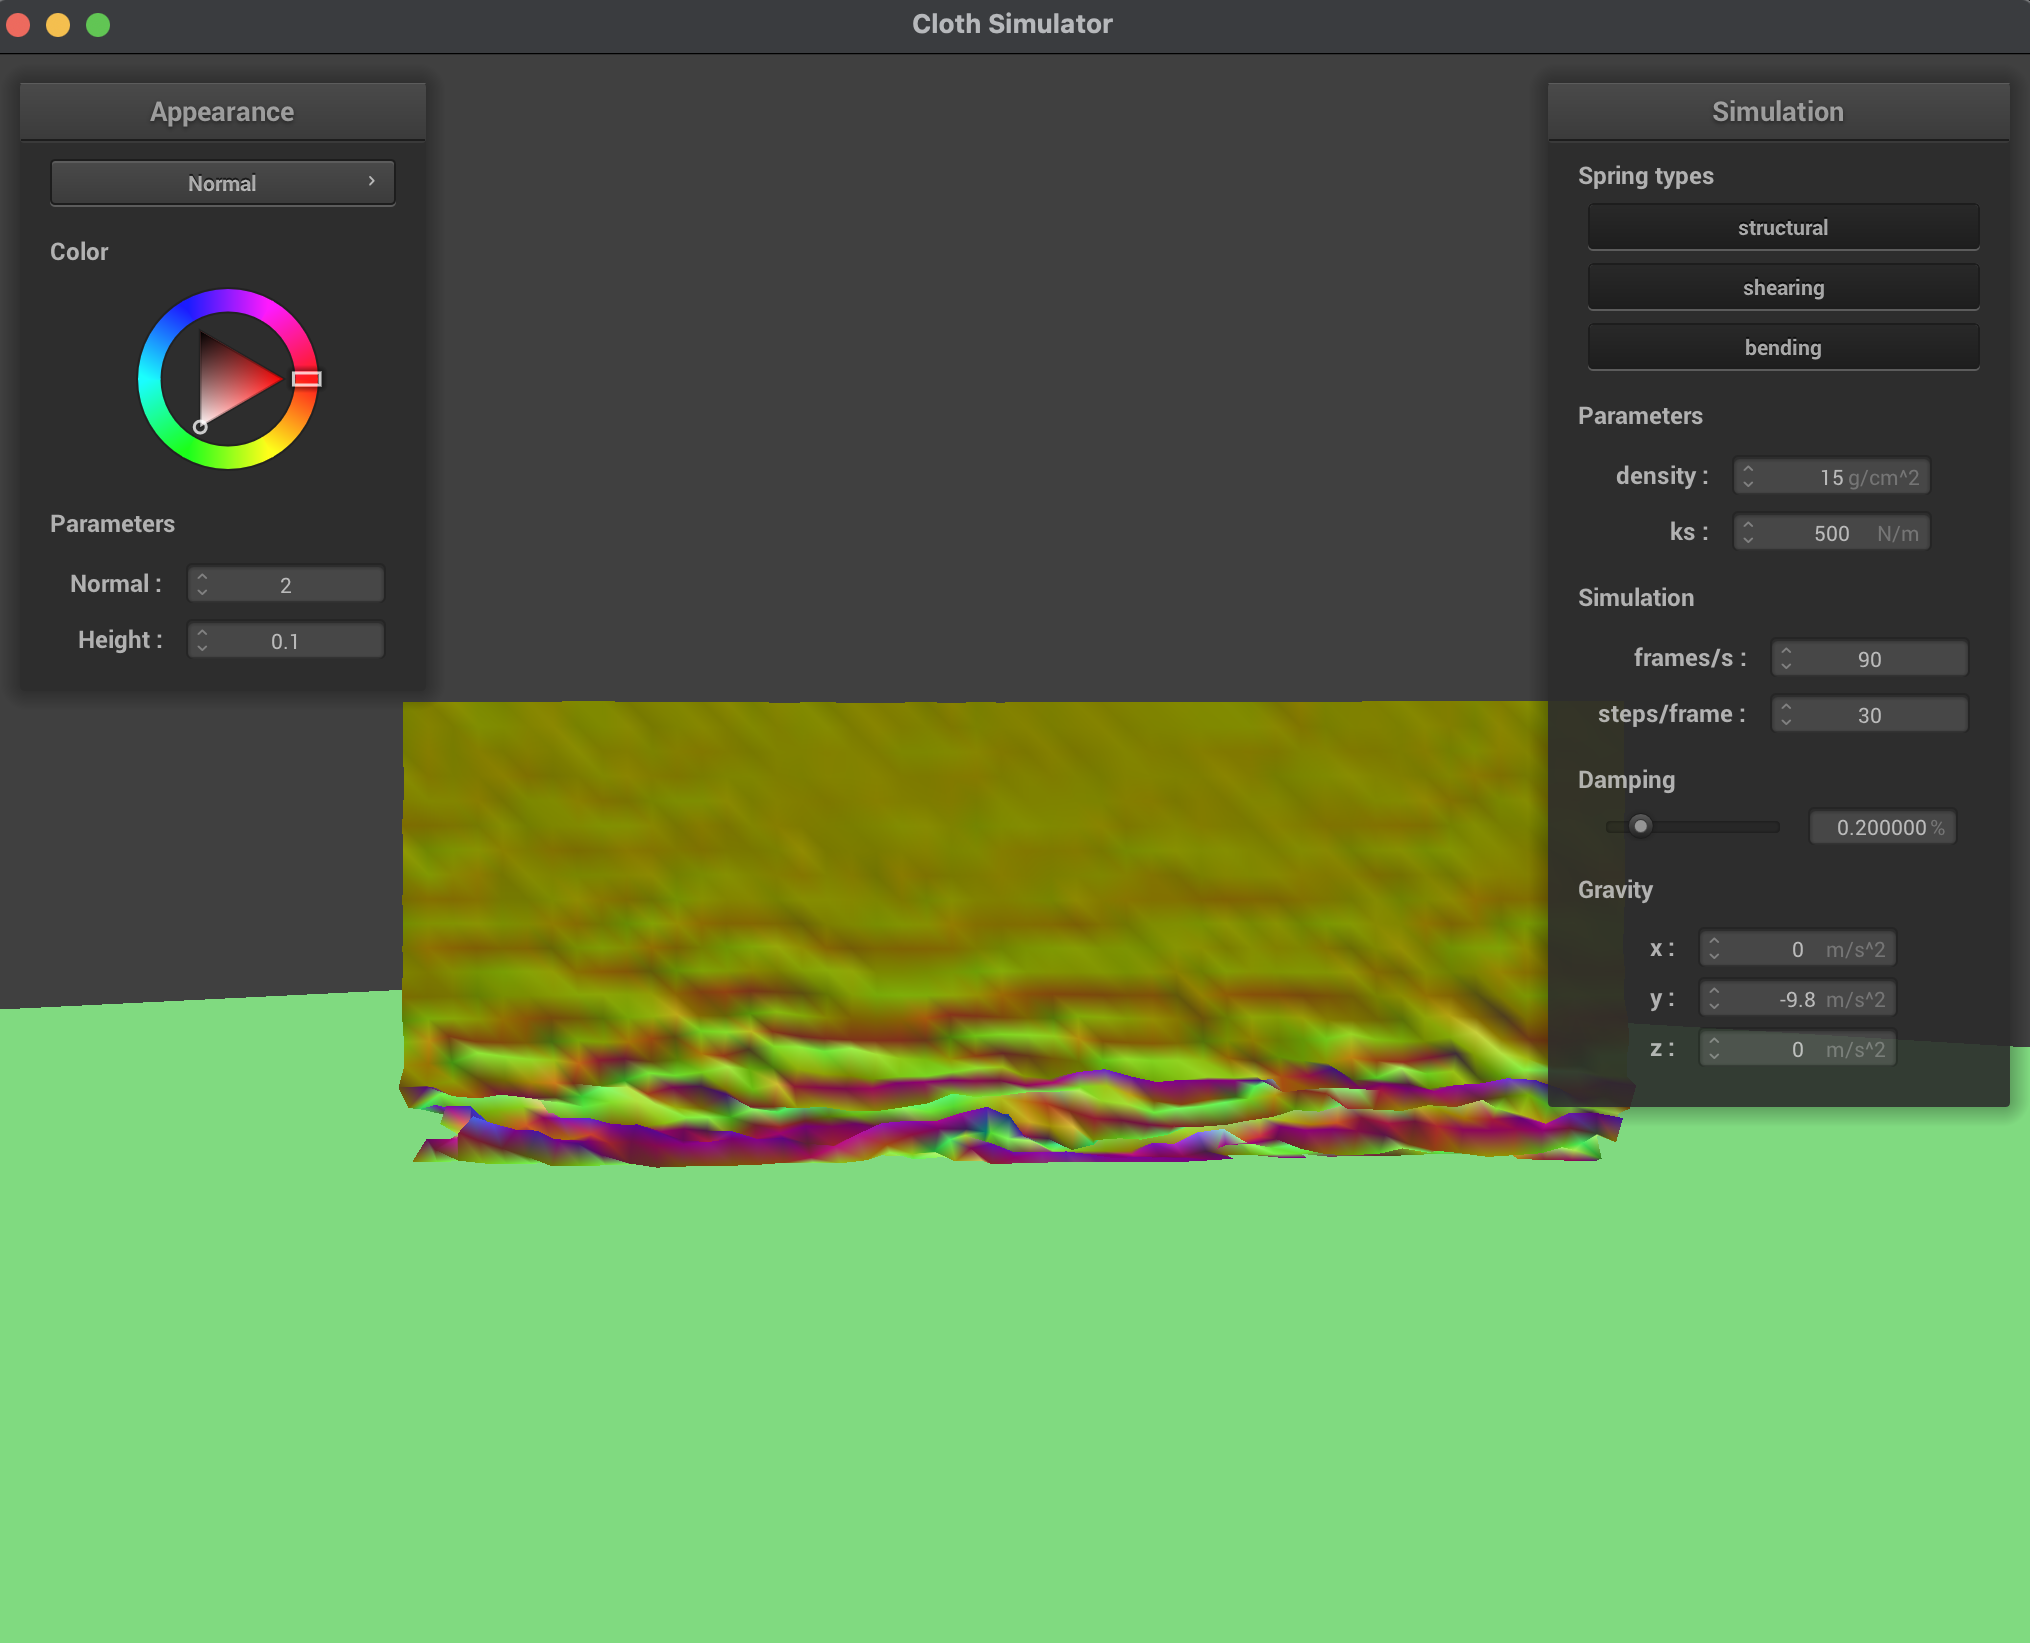 Cloth Simulator
Appearance
Normal
Color
Parameters
Normal : 2
Height : 0.1
Simulation
Spring types
structural
shearing
bending
Parameters
density : 15 g/cm^2
ks : 500 N/m
Simulation
frames/s : 90
steps/frame : 30
Damping
0.200000 %
Gravity
x : 0 m/s^2
y : -9.8 m/s^2
z : 0 m/s^2